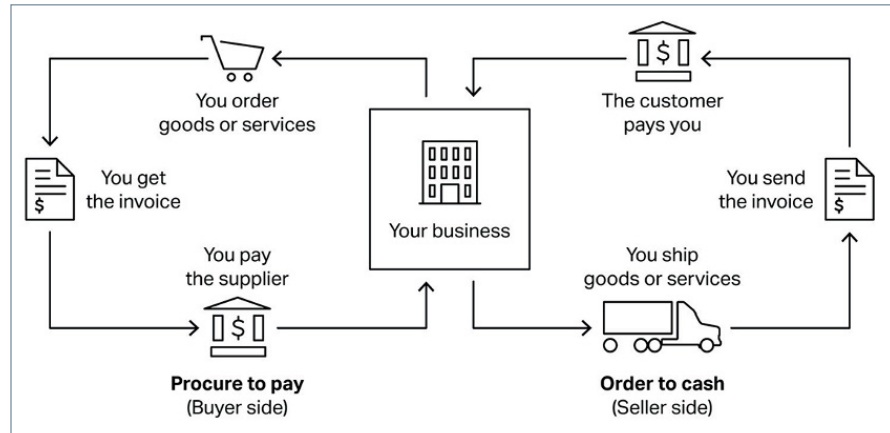 You order
goods or services
You get
the invoice
$
You pay
the supplier
$
Procure to pay
(Buyer side)
Your business
$
The customer
pays you
You send
the invoice
$
You ship
goods or services
Order to cash
(Seller side)